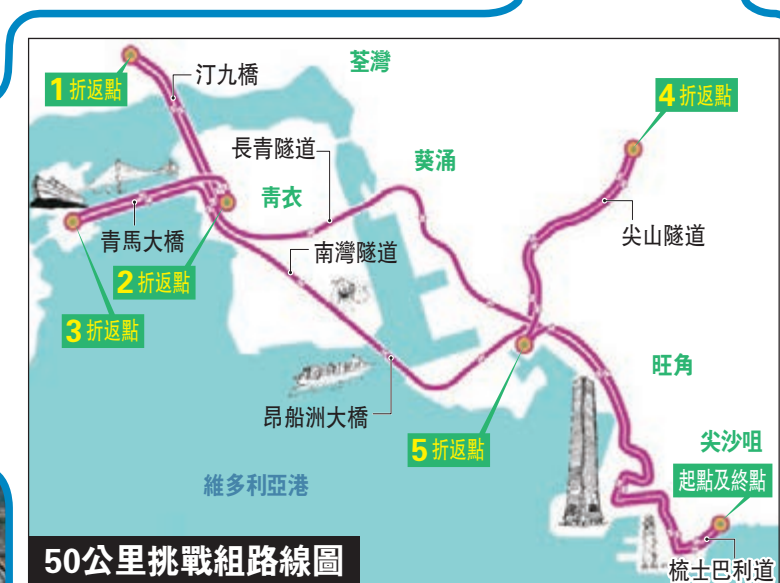 荃灣
1 折返點
汀九橋
4 折返點
長青隧道
葵涌
青衣
尖山隧道
青馬大橋
南灣隧道
2 折返點
3 折返點
旺角
昂船洲大橋
5 折返點
尖沙咀
起點及終點
維多利亞港
50公里挑戰組路線圖
梳士巴利道